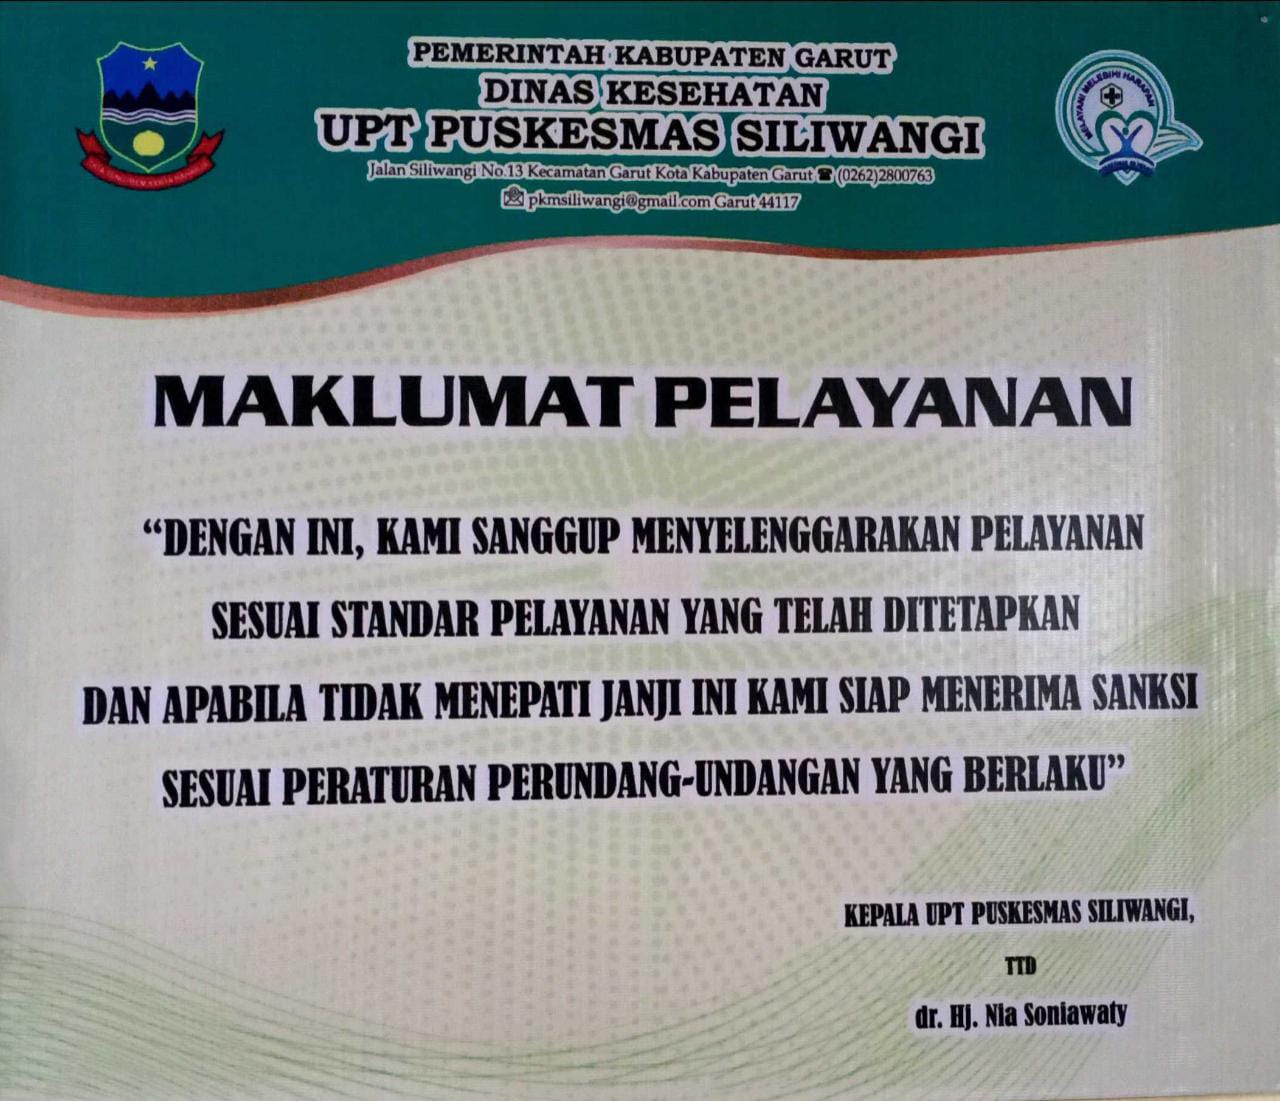 PEMERINTAH KABUPATEN GARUT
DINAS KESEHATAN
UPT PUSKESMAS SILIWANGI
Jalan Siliwangi No.13 Kecamatan Garut Kota Kabupaten Garut ☎ (0262)2800763
pkmsiliwangi@gmail.com Garut 44117
MELAYANI MELEBIHI HARAPAN
MAKLUMAT PELAYANAN
“DENGAN INI, KAMI SANGGUP MENYELENGGARAKAN PELAYANAN
SESUAI STANDAR PELAYANAN YANG TELAH DITETAPKAN
DAN APABILA TIDAK MENEPATI JANJI INI KAMI SIAP MENERIMA SANKSI
SESUAI PERATURAN PERUNDANG-UNDANGAN YANG BERLAKU”
KEPALA UPT PUSKESMAS SILIWANGI,
TTD
dr. Hj. Nia Soniawaty